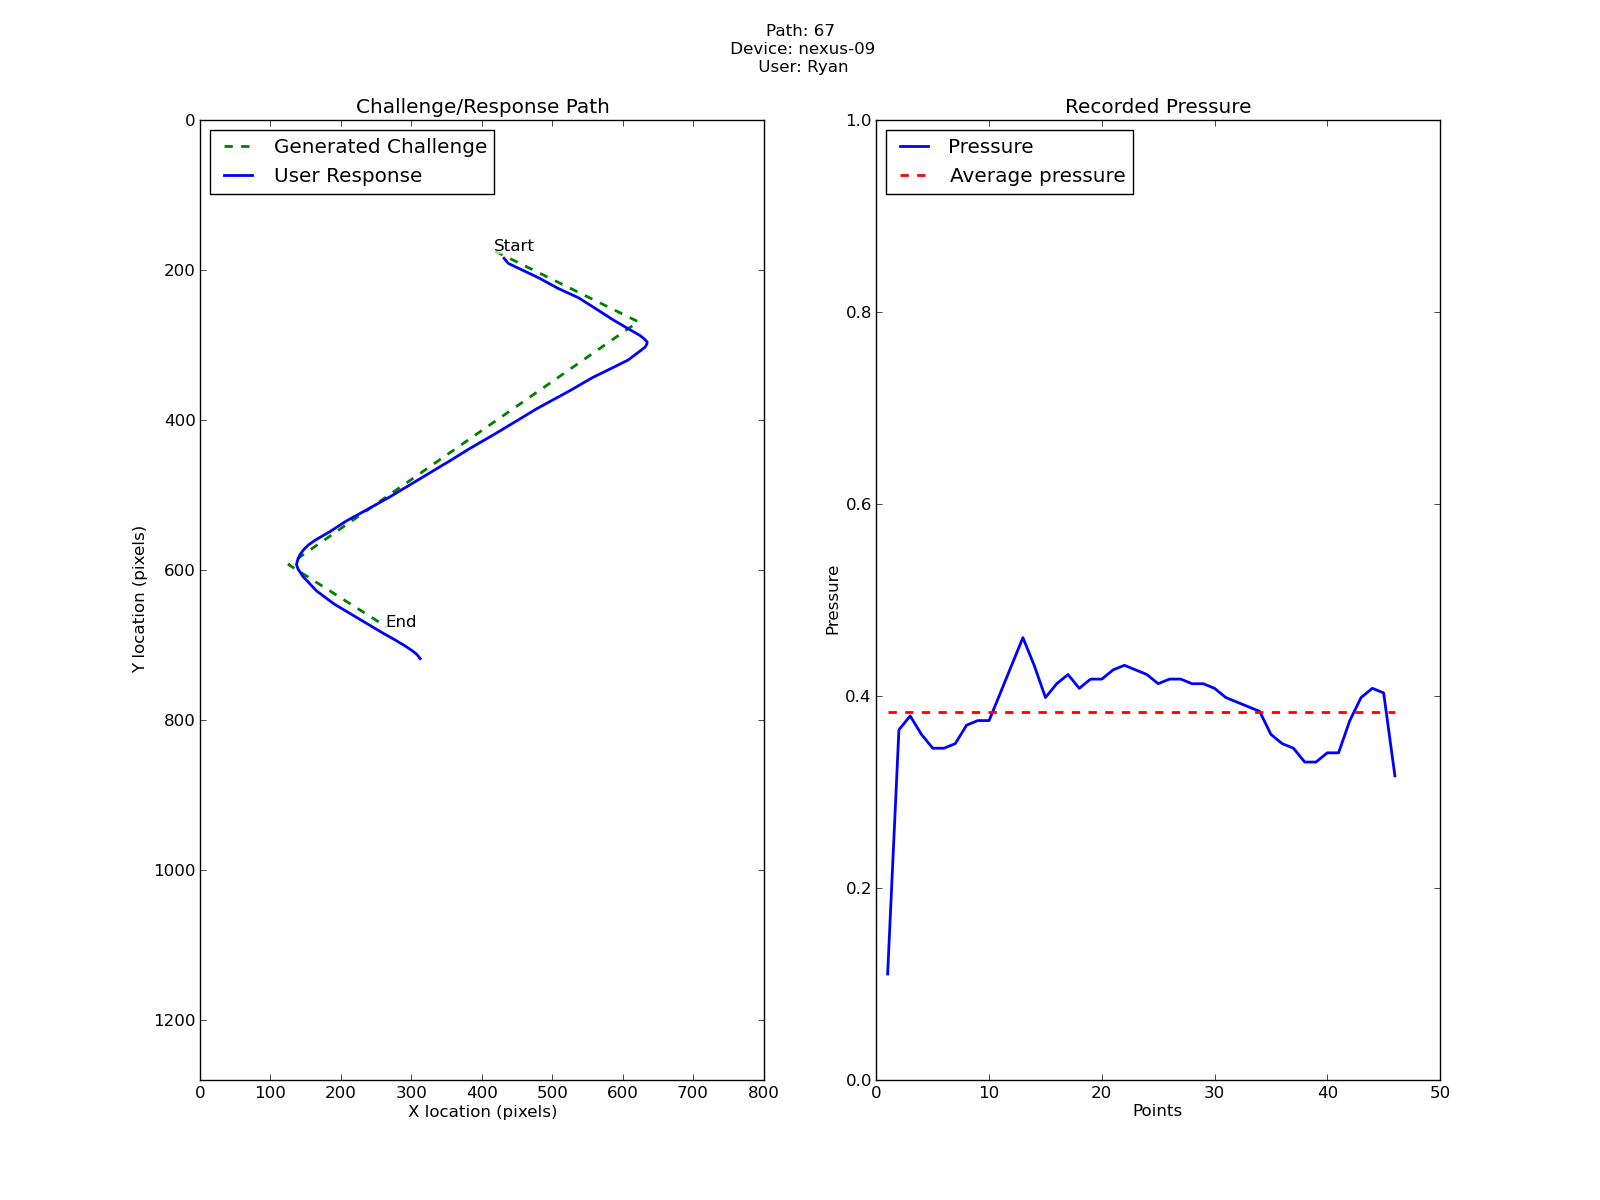 Path: 67
Device: nexus-09
User: Ryan
Challenge/Response Path
Generated Challenge
User Response
Start
End
0
200
400
600
800
1000
1200
Y location (pixels)
0 100 200 300 400 500 600 700 800
X location (pixels)
Recorded Pressure
Pressure
Average pressure
1.0
0.8
0.6
0.4
0.2
0.0
Pressure
0 10 20 30 40 50
Points